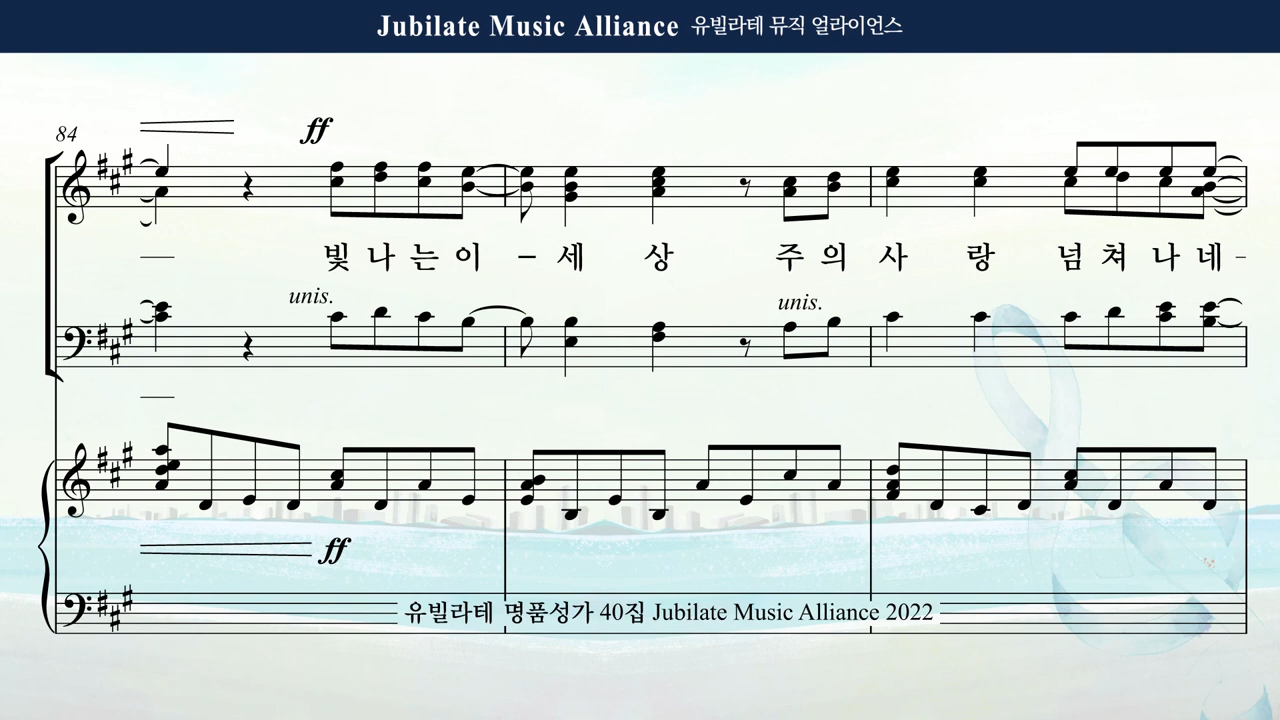 Jubilate Music Alliance 유빌라테 뮤직 얼라이언스
84
ff
빛 나 는 이 - 세 상 주 의 사 랑 넘 쳐 나 네 -
unis. unis.
ff
유빌라테 명품성가 40집 Jubilate Music Alliance 2022